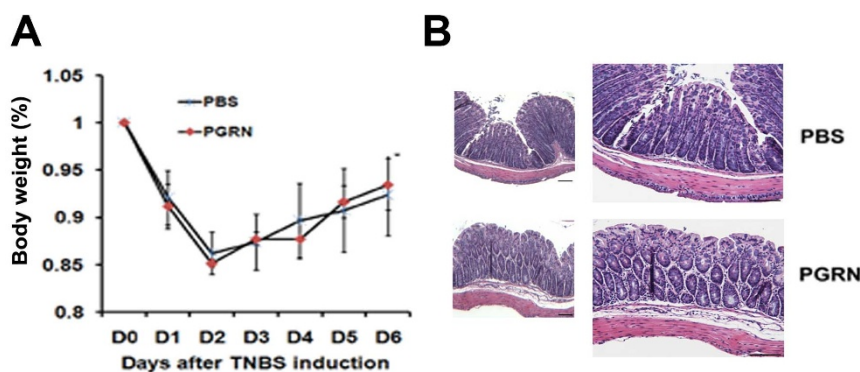 A
B
1.05
1
0.95
0.9
0.85
0.8
Body weight (%)
PBS
PGRN
D0 D1 D2 D3 D4 D5 D6
Days after TNBS induction
PBS
PGRN